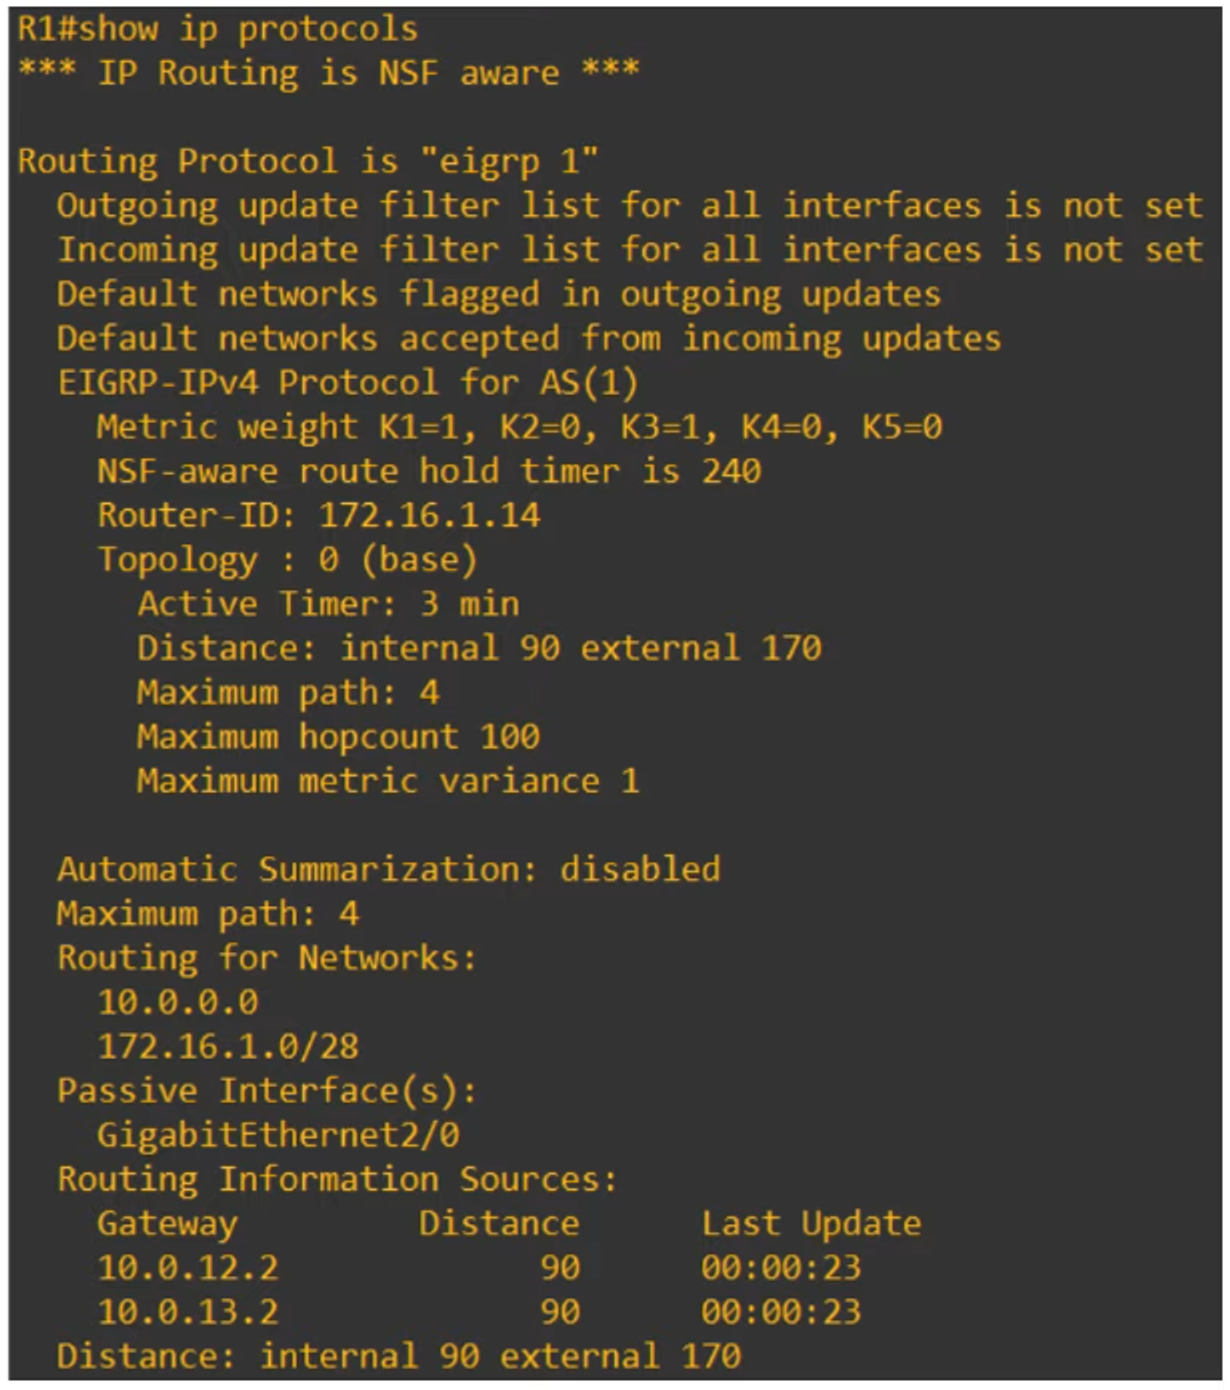 R1#show ip protocols
*** IP Routing is NSF aware ***

Routing Protocol is "eigrp 1"
  Outgoing update filter list for all interfaces is not set
  Incoming update filter list for all interfaces is not set
  Default networks flagged in outgoing updates
  Default networks accepted from incoming updates
  EIGRP-IPv4 Protocol for AS(1)
    Metric weight K1=1, K2=0, K3=1, K4=0, K5=0
    NSF-aware route hold timer is 240
    Router-ID: 172.16.1.14
    Topology : 0 (base)
      Active Timer: 3 min
      Distance: internal 90 external 170
      Maximum path: 4
      Maximum hopcount 100
      Maximum metric variance 1

  Automatic Summarization: disabled
  Maximum path: 4
  Routing for Networks:
    10.0.0.0
    172.16.1.0/28
  Passive Interface(s):
    GigabitEthernet2/0
  Routing Information Sources:
    Gateway         Distance      Last Update
    10.0.12.2             90      00:00:23
    10.0.13.2             90      00:00:23
  Distance: internal 90 external 170